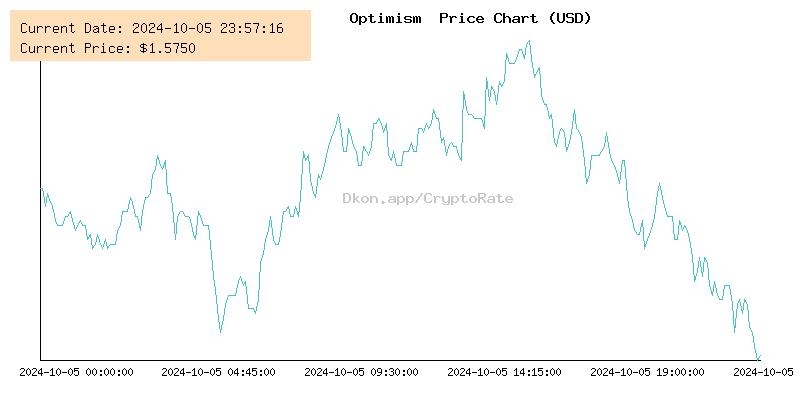 Optimism  Price Chart (USD)
Current Date: 2024-10-05 23:57:16
Current Price: $1.5750
Dkon.app/CryptoRate
2024-10-05 00:00:00 2024-10-05 04:45:00 2024-10-05 09:30:00 2024-10-05 14:15:00 2024-10-05 19:00:00 2024-10-05